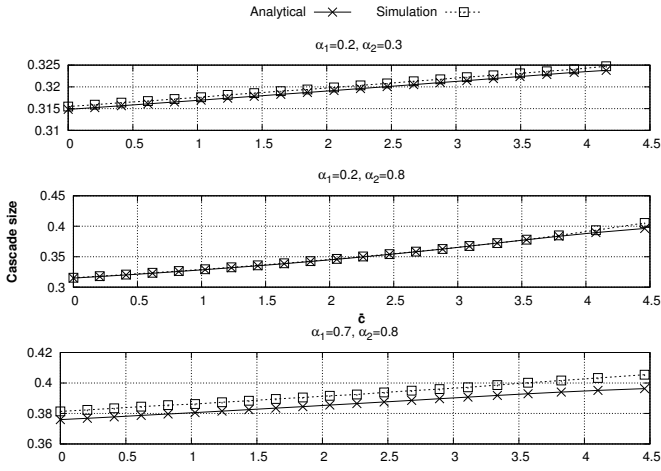 Analytical Simulation
α1=0.2, α2=0.3
0.325
0.32
0.315
0.31
0 0.5 1 1.5 2 2.5 3 3.5 4 4.5
α1=0.2, α2=0.8
Cascade size
0.45
0.4
0.35
0.3
0 0.5 1 1.5 2 2.5 3 3.5 4 4.5
ĉ
α1=0.7, α2=0.8
0.42
0.4
0.38
0.36
0 0.5 1 1.5 2 2.5 3 3.5 4 4.5